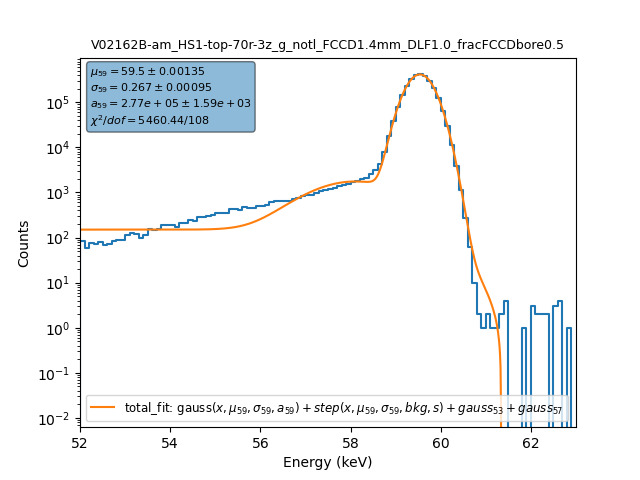 V02162B-am_HS1-top-70r-3z_g_notl_FCCD1.4mm_DLF1.0_fracFCCDbore0.5
μ₅₉ = 59.5 ± 0.00135
σ₅₉ = 0.267 ± 0.00095
a₅₉ = 2.77e + 05 ± 1.59e + 03
χ²/dof = 5460.44/108
Counts
10⁵
10⁴
10³
10²
10¹
10⁰
10⁻¹
10⁻²
total_fit: gauss(x, μ₅₉, σ₅₉, a₅₉) + step(x, μ₅₉, σ₅₉, bkg, s) + gauss₅₃ + gauss₅₇
52 54 56 58 60 62
Energy (keV)